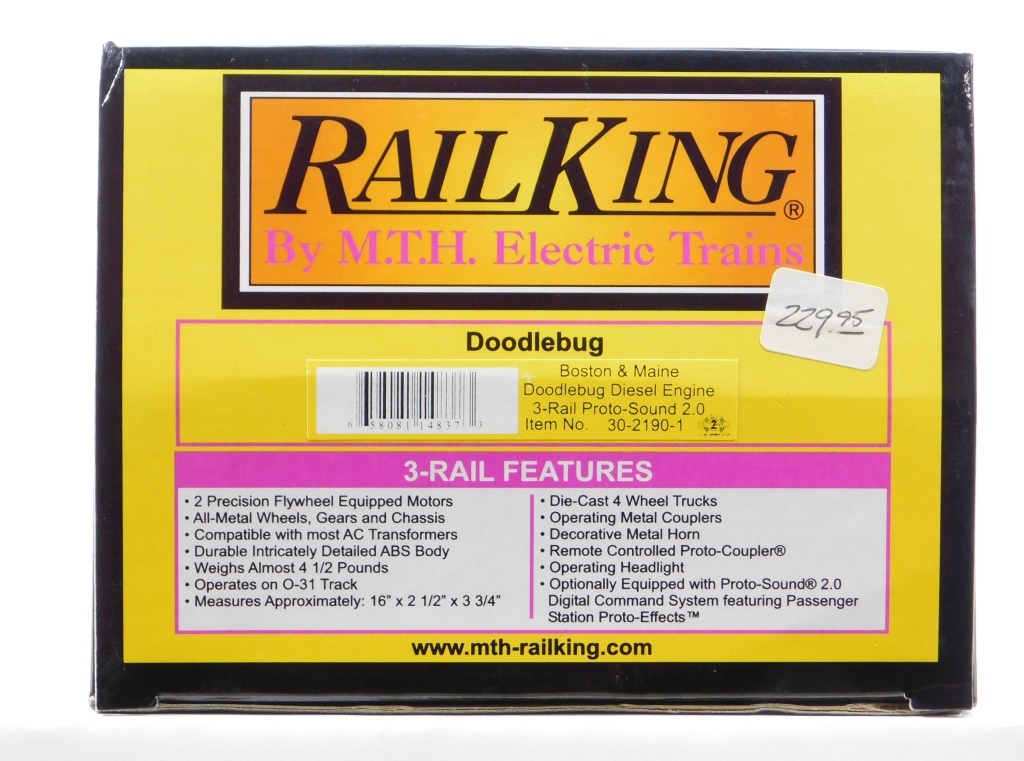 RAILKING®
By M.T.H. Electric Trains
229.95
Doodlebug
Boston & Maine
Doodlebug Diesel Engine
3-Rail Proto-Sound 2.0
Item No. 30-2190-1
6 58081 14837 3
3-RAIL FEATURES
• 2 Precision Flywheel Equipped Motors
• All-Metal Wheels, Gears and Chassis
• Compatible with most AC Transformers
• Durable Intricately Detailed ABS Body
• Weighs Almost 4 1/2 Pounds
• Operates on O-31 Track
• Measures Approximately: 16” x 2 1/2” x 3 3/4”
• Die-Cast 4 Wheel Trucks
• Operating Metal Couplers
• Decorative Metal Horn
• Remote Controlled Proto-Coupler®
• Operating Headlight
• Optionally Equipped with Proto-Sound® 2.0
Digital Command System featuring Passenger
Station Proto-Effects™
www.mth-railking.com